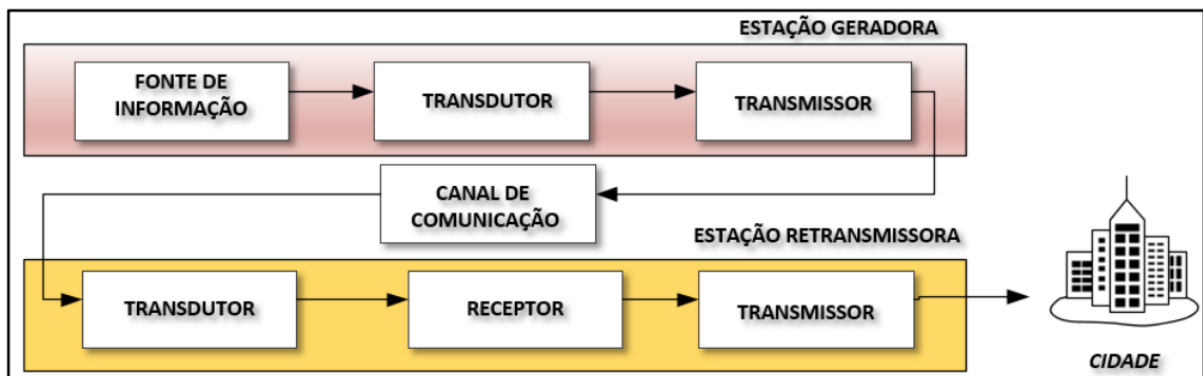 ESTAÇÃO GERADORA
FONTE DE
INFORMAÇÃO
TRANSDUTOR
TRANSMISSOR
CANAL DE
COMUNICAÇÃO
ESTAÇÃO RETRANSMISSORA
TRANSDUTOR
RECEPTOR
TRANSMISSOR
CIDADE